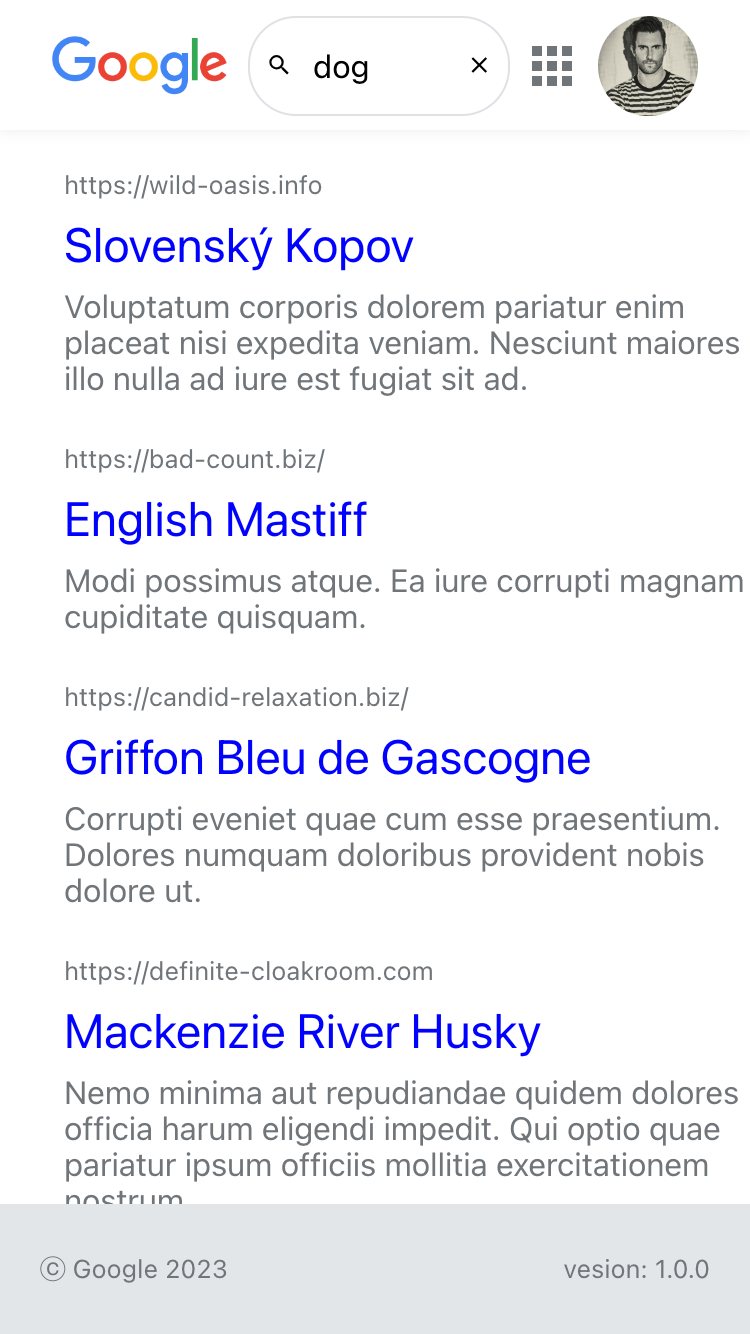 Google
dog
https://wild-oasis.info
Slovenský Kopov
Voluptatum corporis dolorem pariatur enim
placeat nisi expedita veniam. Nesciunt maiores
illo nulla ad iure est fugiat sit ad.
https://bad-count.biz/
English Mastiff
Modi possimus atque. Ea iure corrupti magnam
cupiditate quisquam.
https://candid-relaxation.biz/
Griffon Bleu de Gascogne
Corrupti eveniet quae cum esse praesentium.
Dolores numquam doloribus provident nobis
dolore ut.
https://definite-cloakroom.com
Mackenzie River Husky
Nemo minima aut repudiandae quidem dolores
officia harum eligendi impedit. Qui optio quae
pariatur ipsum officiis mollitia exercitationem
nostrum
ⓒ Google 2023
vesion: 1.0.0